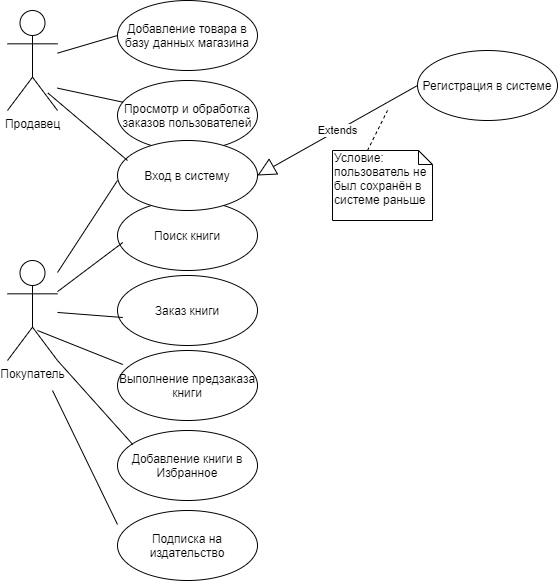 Добавление товара в
базу данных магазина
Продавец
Просмотр и обработка
заказов пользователей
Регистрация в системе
Extends
Условие:
пользователь не
был сохранён в
системе раньше
Вход в систему
Поиск книги
Заказ книги
Покупатель
Выполнение предзаказа
книги
Добавление книги в
Избранное
Подписка на
издательство